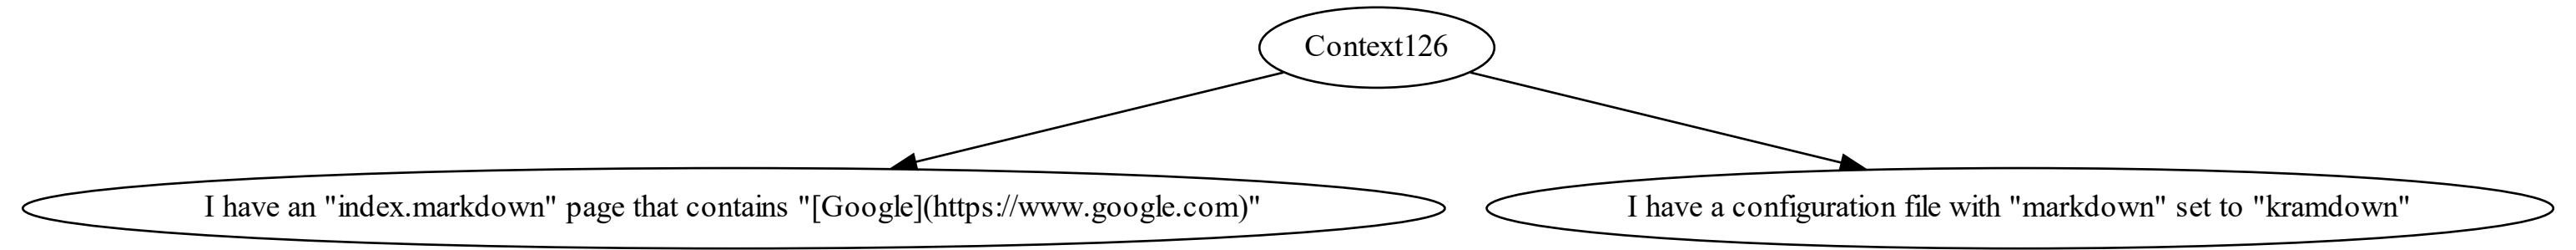 Context126
I have an "index.markdown" page that contains "[Google](https://www.google.com)"
I have a configuration file with "markdown" set to "kramdown"